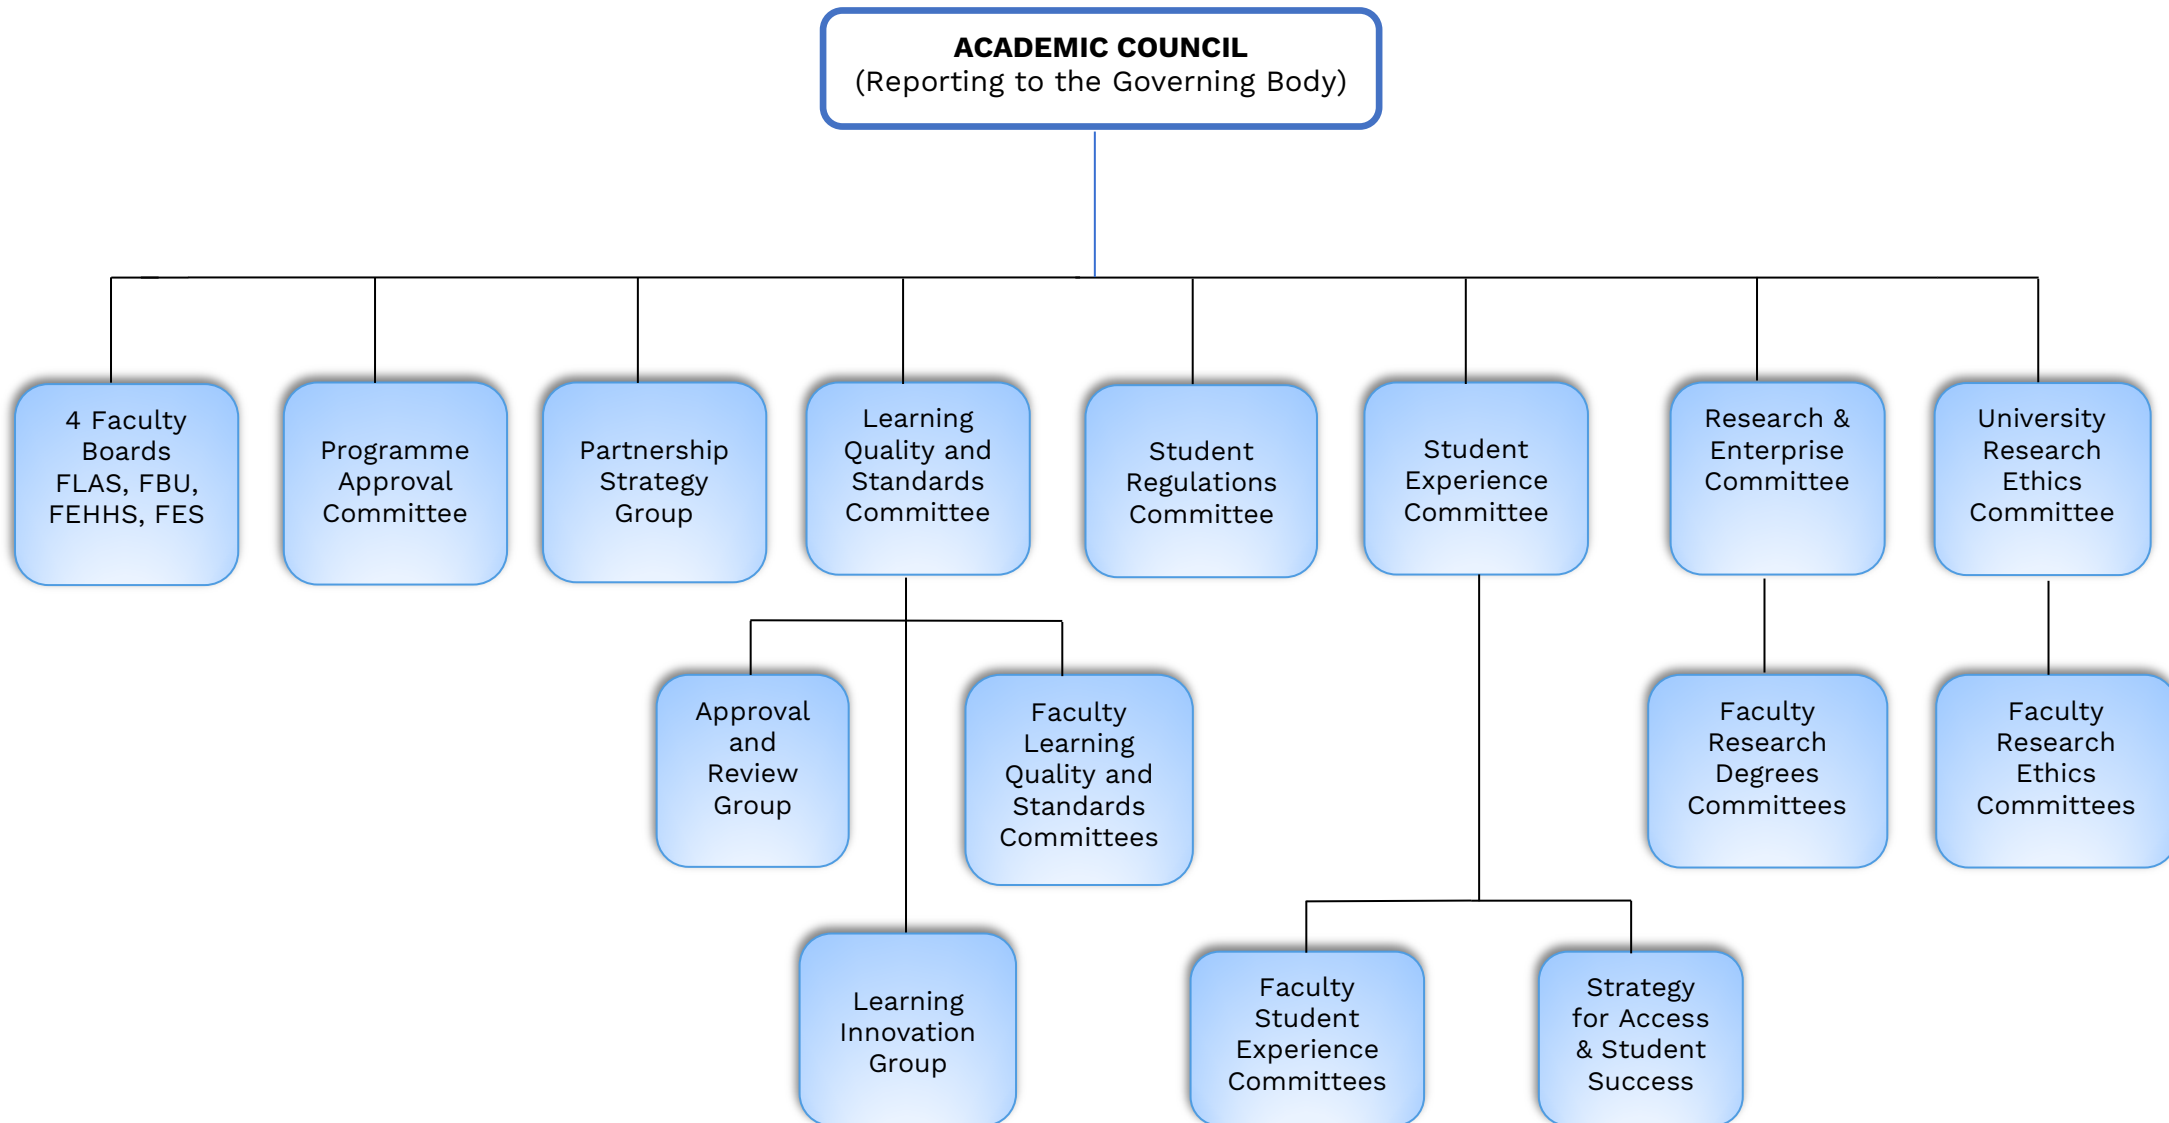 ACADEMIC COUNCIL
(Reporting to the Governing Body)
4 Faculty
Boards
FLAS, FBU,
FEHHS, FES
Programme
Approval
Committee
Partnership
Strategy
Group
Learning
Quality and
Standards
Committee
Student
Regulations
Committee
Student
Experience
Committee
Research &
Enterprise
Committee
University
Research
Ethics
Committee
Approval
and
Review
Group
Faculty
Learning
Quality and
Standards
Committees
Faculty
Research
Degrees
Committees
Faculty
Research
Ethics
Committees
Learning
Innovation
Group
Faculty
Student
Experience
Committees
Strategy
for Access
& Student
Success